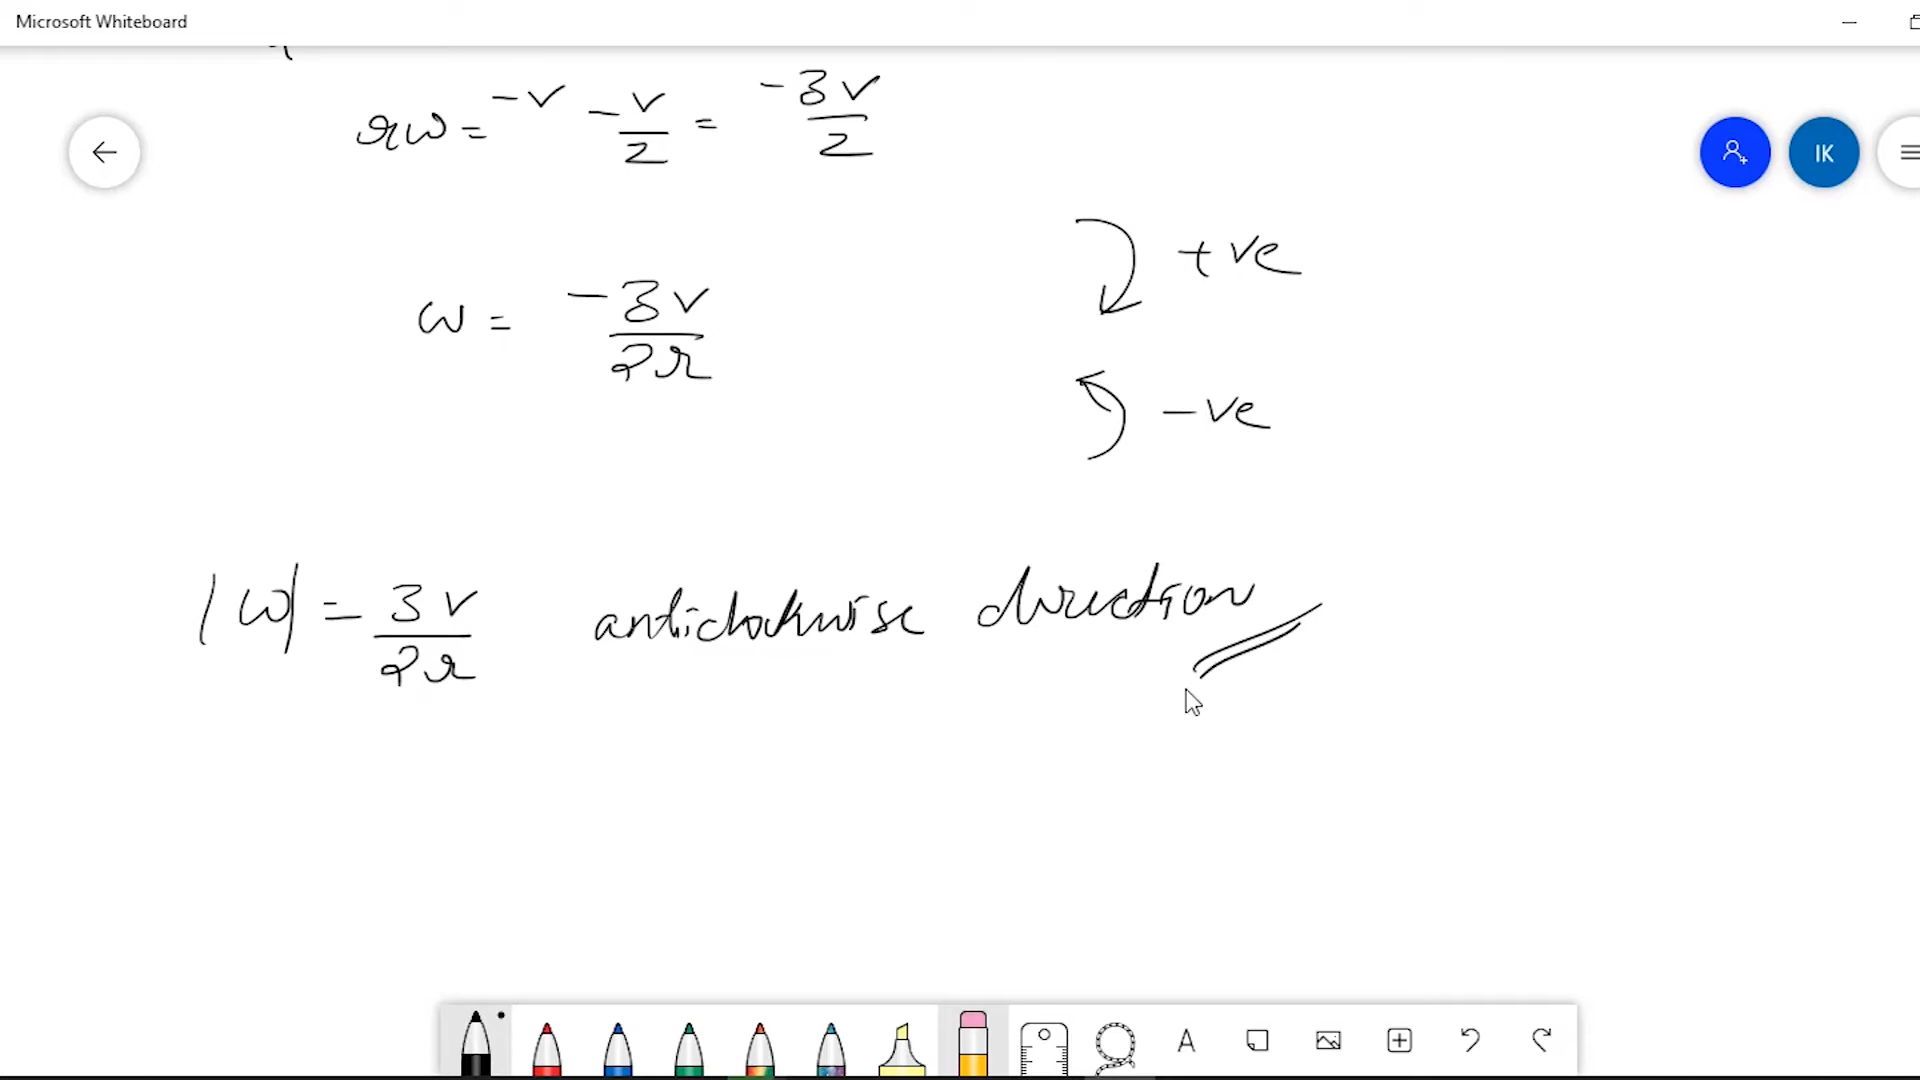 Microsoft Whiteboard
rω = -v - v/2 = -3v/2
IK
ω = -3v/2r
+ve
-ve
|ω| = 3v/2r anticlockwise direction
A